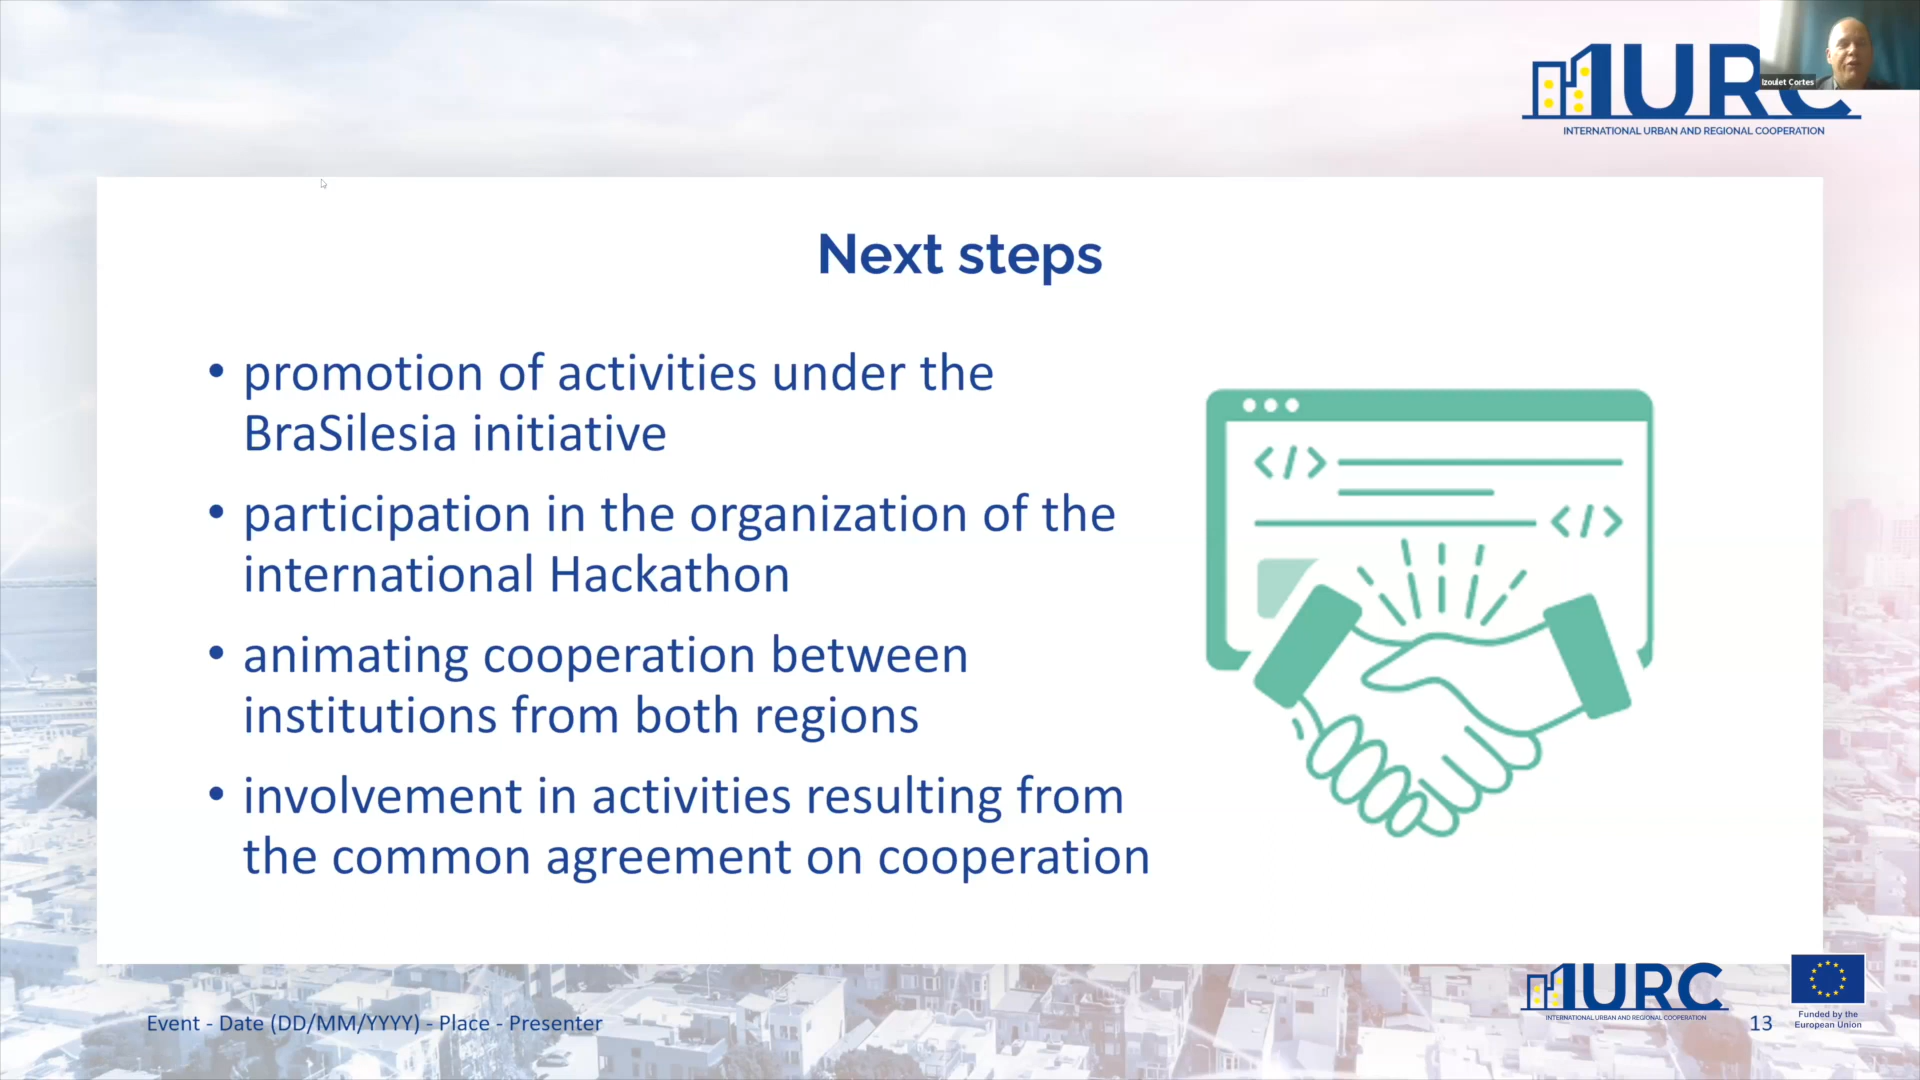 IURC
Izoulet Cortes
INTERNATIONAL URBAN AND REGIONAL COOPERATION
Next steps
• promotion of activities under the
BraSilesia initiative
• participation in the organization of the
international Hackathon
• animating cooperation between
institutions from both regions
• involvement in activities resulting from
the common agreement on cooperation
</>
</>
Event - Date (DD/MM/YYYY) - Place - Presenter
IURC
INTERNATIONAL URBAN AND REGIONAL COOPERATION
13
Funded by the
European Union